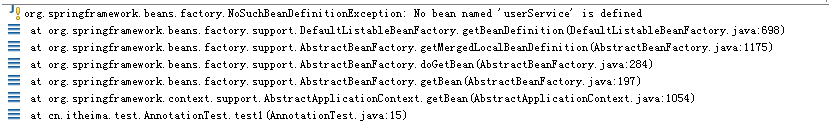 org.springframework.beans.factory.NoSuchBeanDefinitionException: No bean named 'userService' is defined
at org.springframework.beans.factory.support.DefaultListableBeanFactory.getBeanDefinition(DefaultListableBeanFactory.java:698)
at org.springframework.beans.factory.support.AbstractBeanFactory.getMergedLocalBeanDefinition(AbstractBeanFactory.java:1175)
at org.springframework.beans.factory.support.AbstractBeanFactory.doGetBean(AbstractBeanFactory.java:284)
at org.springframework.beans.factory.support.AbstractBeanFactory.getBean(AbstractBeanFactory.java:197)
at org.springframework.context.support.AbstractApplicationContext.getBean(AbstractApplicationContext.java:1054)
at cn.itheima.test.AnnotationTest.test1(AnnotationTest.java:15)